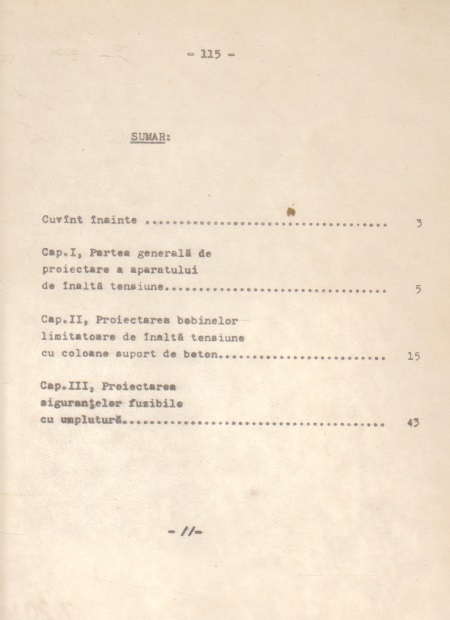 - 115 -
SUMAR:
Cuvînt înainte ..................................... 3
Cap.I, Partea generală de
proiectare a aparatului
de înaltă tensiune.................................. 5
Cap.II, Proiectarea bobinelor
limitatoare de înaltă tensiune
cu coloane suport de beton.......................... 15
Cap.III, Proiectarea
siguranţelor fuzibile
cu umplutură........................................ 43
- // -